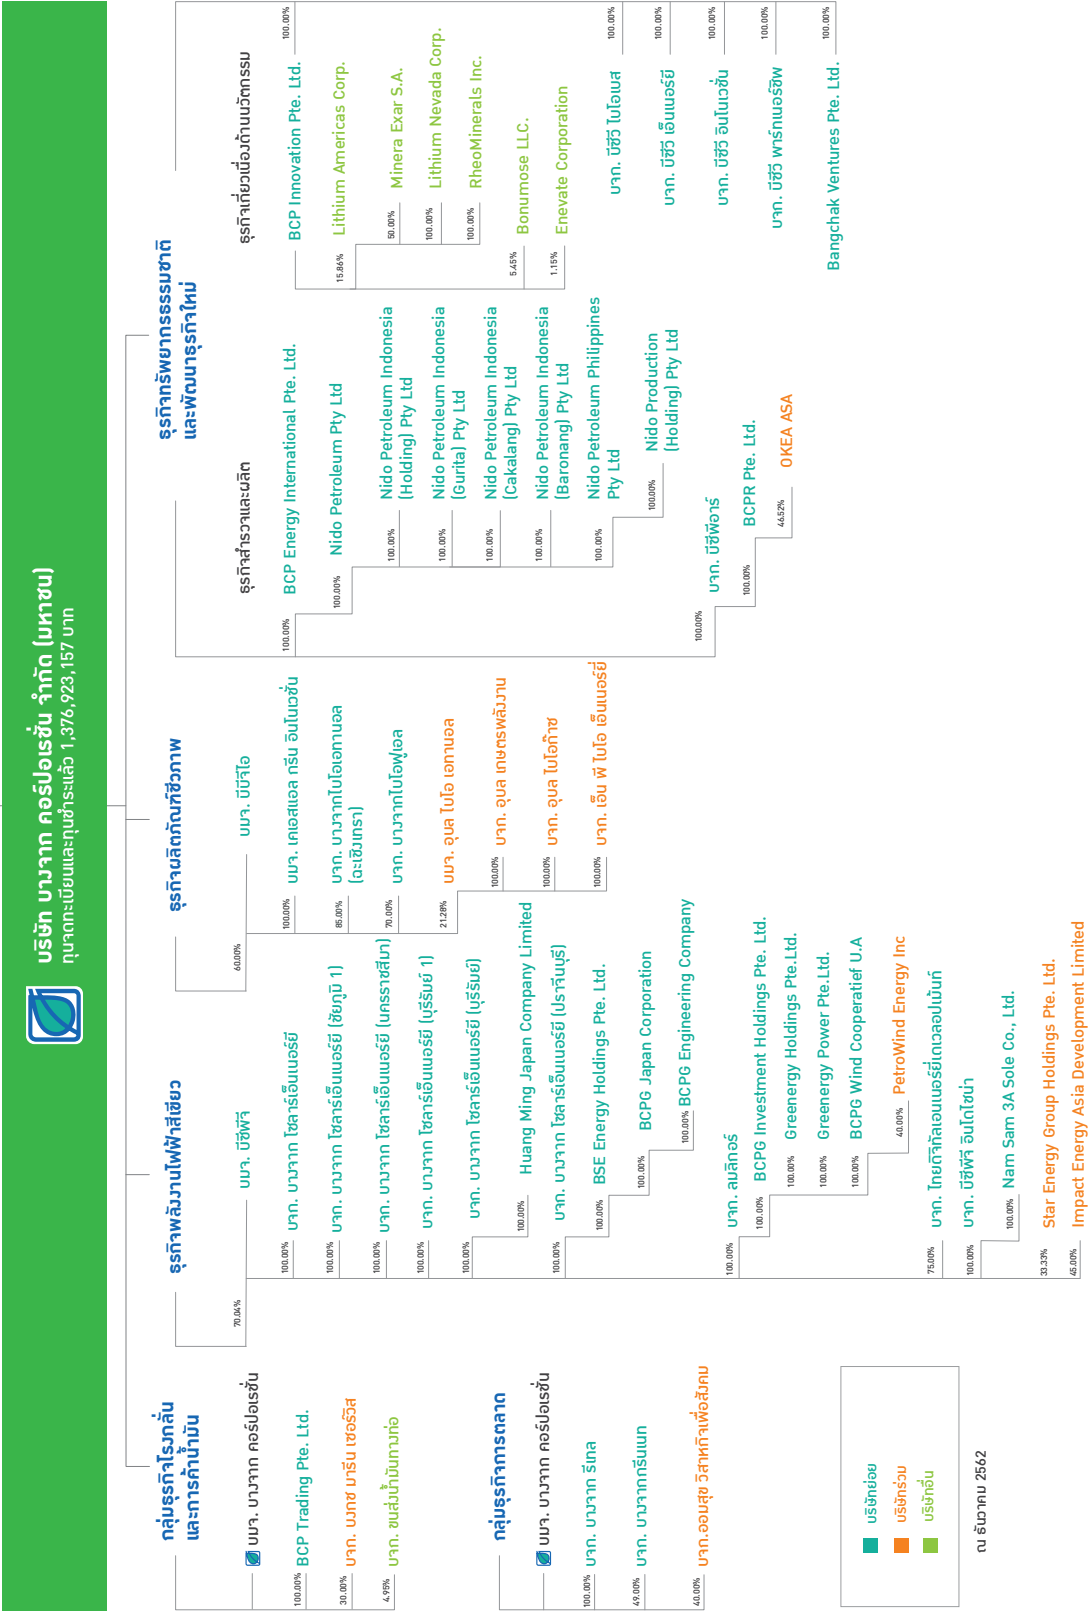 บริษัท บางจาก คอร์ปอเรชั่น จำกัด (มหาชน)
ทุนจดทะเบียนและทุนชำระแล้ว 1,376,923,157 บาท
กลุ่มธุรกิจโรงกลั่น
และการค้าน้ำมัน
บมจ. บางจาก คอร์ปอเรชั่น
100.00% BCP Trading Pte. Ltd.
30.00% บจก. บงกช มารีน เซอร์วิส
4.95% บจก. ขนส่งน้ำมันทางท่อ
กลุ่มธุรกิจการตลาด
บมจ. บางจาก คอร์ปอเรชั่น
100.00% บจก. บางจาก รีเทล
49.00% บจก. บางจากกรีนเนท
40.00% บจก.ออมสุข วิสาหกิจเพื่อสังคม
ธุรกิจพลังงานไฟฟ้าสีเขียว
70.04% บมจ. บีซีพีจี
100.00% บจก. บางจาก โซลาร์เอ็นเนอร์ยี
100.00% บจก. บางจาก โซลาร์เอ็นเนอร์ยี (ชัยภูมิ 1)
100.00% บจก. บางจาก โซลาร์เอ็นเนอร์ยี (นครราชสีมา)
100.00% บจก. บางจาก โซลาร์เอ็นเนอร์ยี (บุรีรัมย์ 1)
100.00% บจก. บางจาก โซลาร์เอ็นเนอร์ยี (บุรีรัมย์)
100.00% Huang Ming Japan Company Limited
100.00% บจก. บางจาก โซลาร์เอ็นเนอร์ยี (ปราจีนบุรี)
100.00% BSE Energy Holdings Pte. Ltd.
100.00% BCPG Japan Corporation
100.00% BCPG Engineering Company
100.00% บจก. ลมลิกอร์
100.00% BCPG Investment Holdings Pte. Ltd.
100.00% Greenergy Holdings Pte.Ltd.
100.00% Greenergy Power Pte.Ltd.
100.00% BCPG Wind Cooperatief U.A
40.00% PetroWind Energy Inc
75.00% บจก. ไทยดิจิทัลเอนเนอร์ยี่เดเวลอปเม้นท์
100.00% บจก. บีซีพีจี อินโดไชน่า
100.00% Nam Sam 3A Sole Co., Ltd.
33.33% Star Energy Group Holdings Pte. Ltd.
45.00% Impact Energy Asia Development Limited
ธุรกิจผลิตภัณฑ์ชีวภาพ
60.00% บมจ. บีบีจีไอ
100.00% บมจ. เคเอสแอล กรีน อินโนเวชั่น
85.00% บจก. บางจากไบโอเอทานอล
(ฉะเชิงเทรา)
70.00% บจก. บางจากไบโอฟูเอล
21.28% บมจ. อุบล ไบโอ เอทานอล
100.00% บจก. อุบล เกษตรพลังงาน
100.00% บจก. อุบล ไบโอก๊าซ
100.00% บจก. เอ็น พี ไบโอ เอ็นเนอร์ยี่
ธุรกิจทรัพยากรธรรมชาติ
และพัฒนาธุรกิจใหม่
ธุรกิจสำรวจและผลิต
100.00% BCP Energy International Pte. Ltd.
100.00% Nido Petroleum Pty Ltd
100.00% Nido Petroleum Indonesia
(Holding) Pty Ltd
100.00% Nido Petroleum Indonesia
(Gurita) Pty Ltd
100.00% Nido Petroleum Indonesia
(Cakalang) Pty Ltd
100.00% Nido Petroleum Indonesia
(Baronang) Pty Ltd
100.00% Nido Petroleum Philippines
Pty Ltd
100.00% Nido Production
(Holding) Pty Ltd
100.00% บจก. บีซีพีอาร์
100.00% BCPR Pte. Ltd.
46.52% OKEA ASA
ธุรกิจเกี่ยวเนื่องด้านนวัตกรรม
100.00% BCP Innovation Pte. Ltd.
15.86% Lithium Americas Corp.
50.00% Minera Exar S.A.
100.00% Lithium Nevada Corp.
100.00% RheoMinerals Inc.
5.45% Bonumose LLC.
1.15% Enevate Corporation
100.00% บจก. บีซีวี ไบโอเบส
100.00% บจก. บีซีวี เอ็นเนอร์ยี
100.00% บจก. บีซีวี อินโนเวชั่น
100.00% บจก. บีซีวี พาร์ทเนอร์ชิพ
100.00% Bangchak Ventures Pte. Ltd.
บริษัทย่อย
บริษัทร่วม
บริษัทอื่น
ณ ธันวาคม 2562